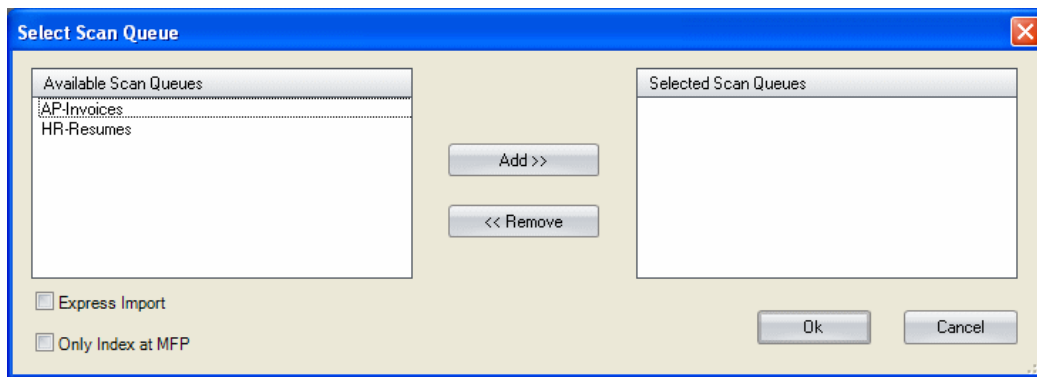 Select Scan Queue
Available Scan Queues
AP-Invoices
HR-Resumes
Add >>
<< Remove
Selected Scan Queues
Express Import
Only Index at MFP
Ok
Cancel